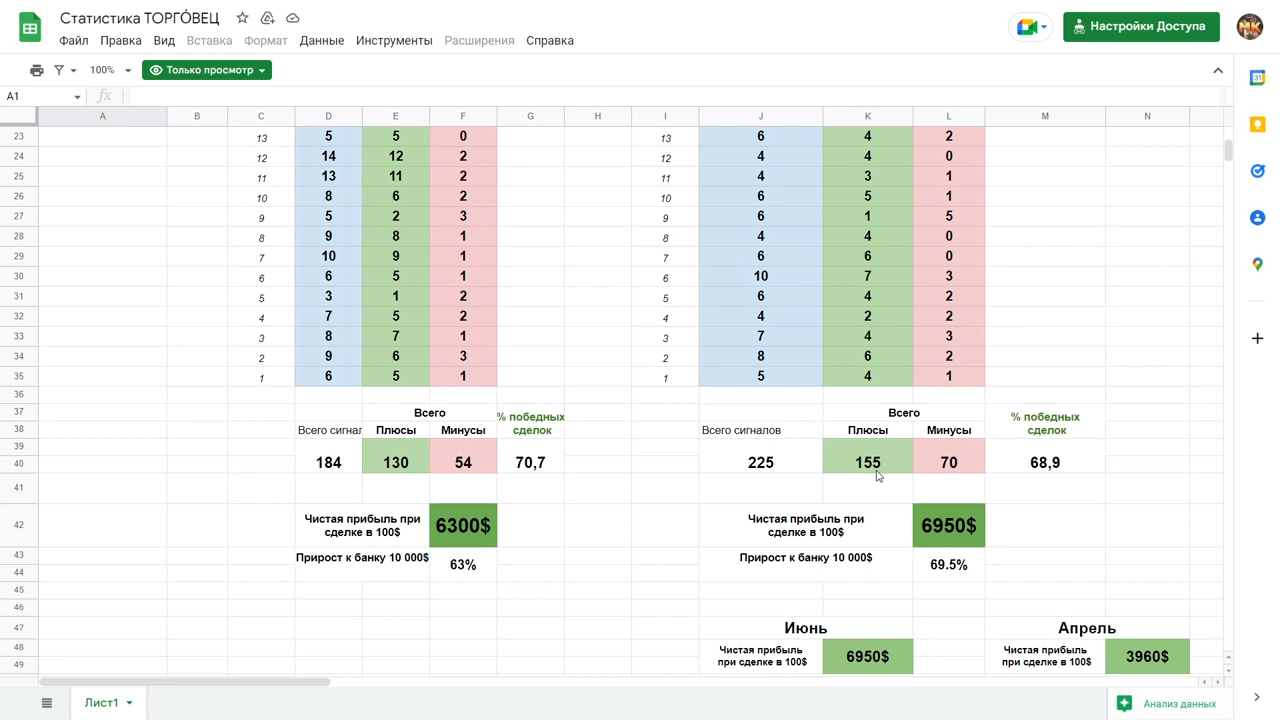 Статистика ТОРГО́ВЕЦ
Файл Правка Вид Вставка Формат Данные Инструменты Расширения Справка
Настройки Доступа
МК
100% Только просмотр
A1 fx
31
A B C D E F G H I J K L M N
23 13 5 5 0 13 6 4 2
24 12 14 12 2 12 4 4 0
25 11 13 11 2 11 4 3 1
26 10 8 6 2 10 6 5 1
27 9 5 2 3 9 6 1 5
28 8 9 8 1 8 4 4 0
29 7 10 9 1 7 6 6 0
30 6 6 5 1 6 10 7 3
31 5 3 1 2 5 6 4 2
32 4 7 5 2 4 4 2 2
33 3 8 7 1 3 7 4 3
34 2 9 6 3 2 8 6 2
35 1 6 5 1 1 5 4 1
36
37 Всего % победных Всего % победных
38 Всего сигнал Плюсы Минусы сделок Всего сигналов Плюсы Минусы сделок
39
40 184 130 54 70,7 225 155 70 68,9
41
42 Чистая прибыль при сделке в 100$ 6300$ Чистая прибыль при сделке в 100$ 6950$
43 Прирост к банку 10 000$ 63% Прирост к банку 10 000$ 69.5%
44
45
46
47 Июнь Апрель
48 Чистая прибыль 6950$ Чистая прибыль 3960$
49 при сделке в 100$ при сделке в 100$
Лист1
Анализ данных